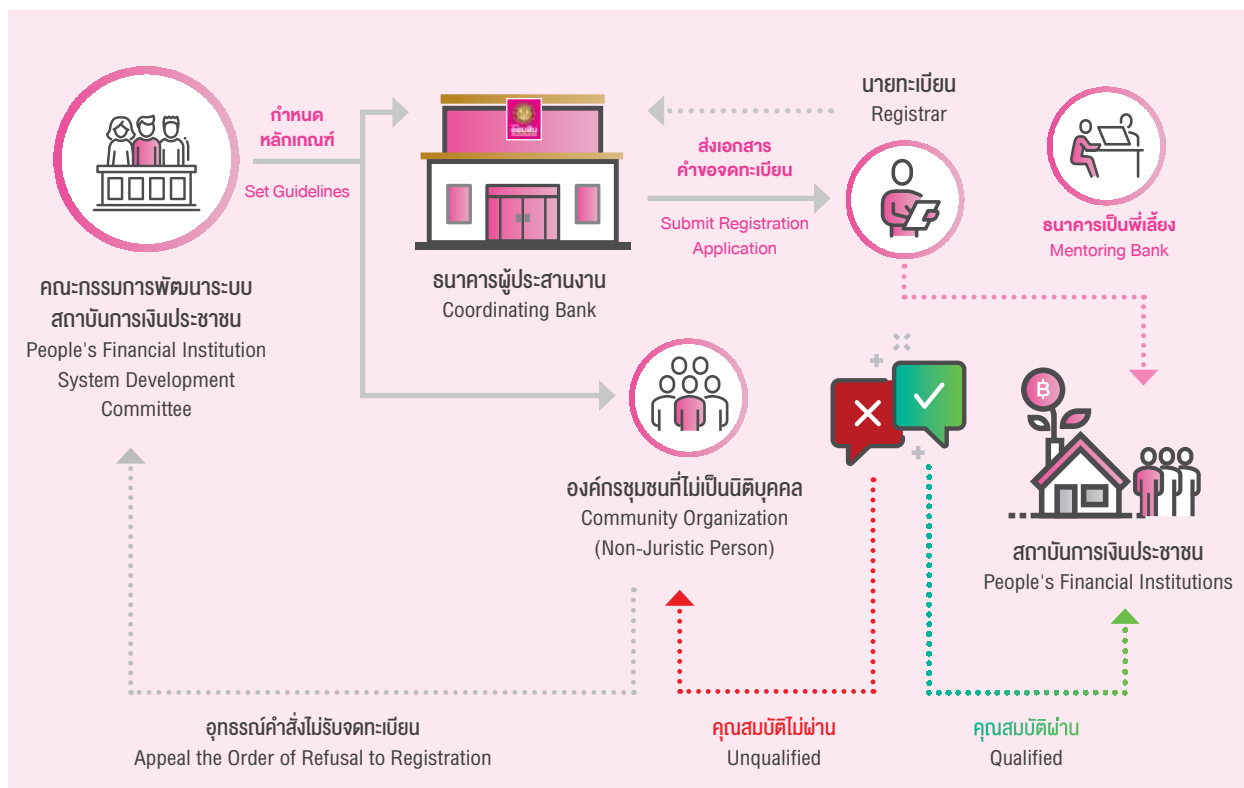 คณะกรรมการพัฒนาระบบ
สถาบันการเงินประชาชน
People's Financial Institution
System Development
Committee
กำหนด
หลักเกณฑ์
Set Guidelines
ออมสิน
ธนาคารผู้ประสานงาน
Coordinating Bank
ส่งเอกสาร
คำขอจดทะเบียน
Submit Registration
Application
นายทะเบียน
Registrar
ธนาคารเป็นพี่เลี้ยง
Mentoring Bank
องค์กรชุมชนที่ไม่เป็นนิติบุคคล
Community Organization
(Non-Juristic Person)
฿
สถาบันการเงินประชาชน
People's Financial Institutions
อุทธรณ์คำสั่งไม่รับจดทะเบียน
Appeal the Order of Refusal to Registration
คุณสมบัติไม่ผ่าน
Unqualified
คุณสมบัติผ่าน
Qualified